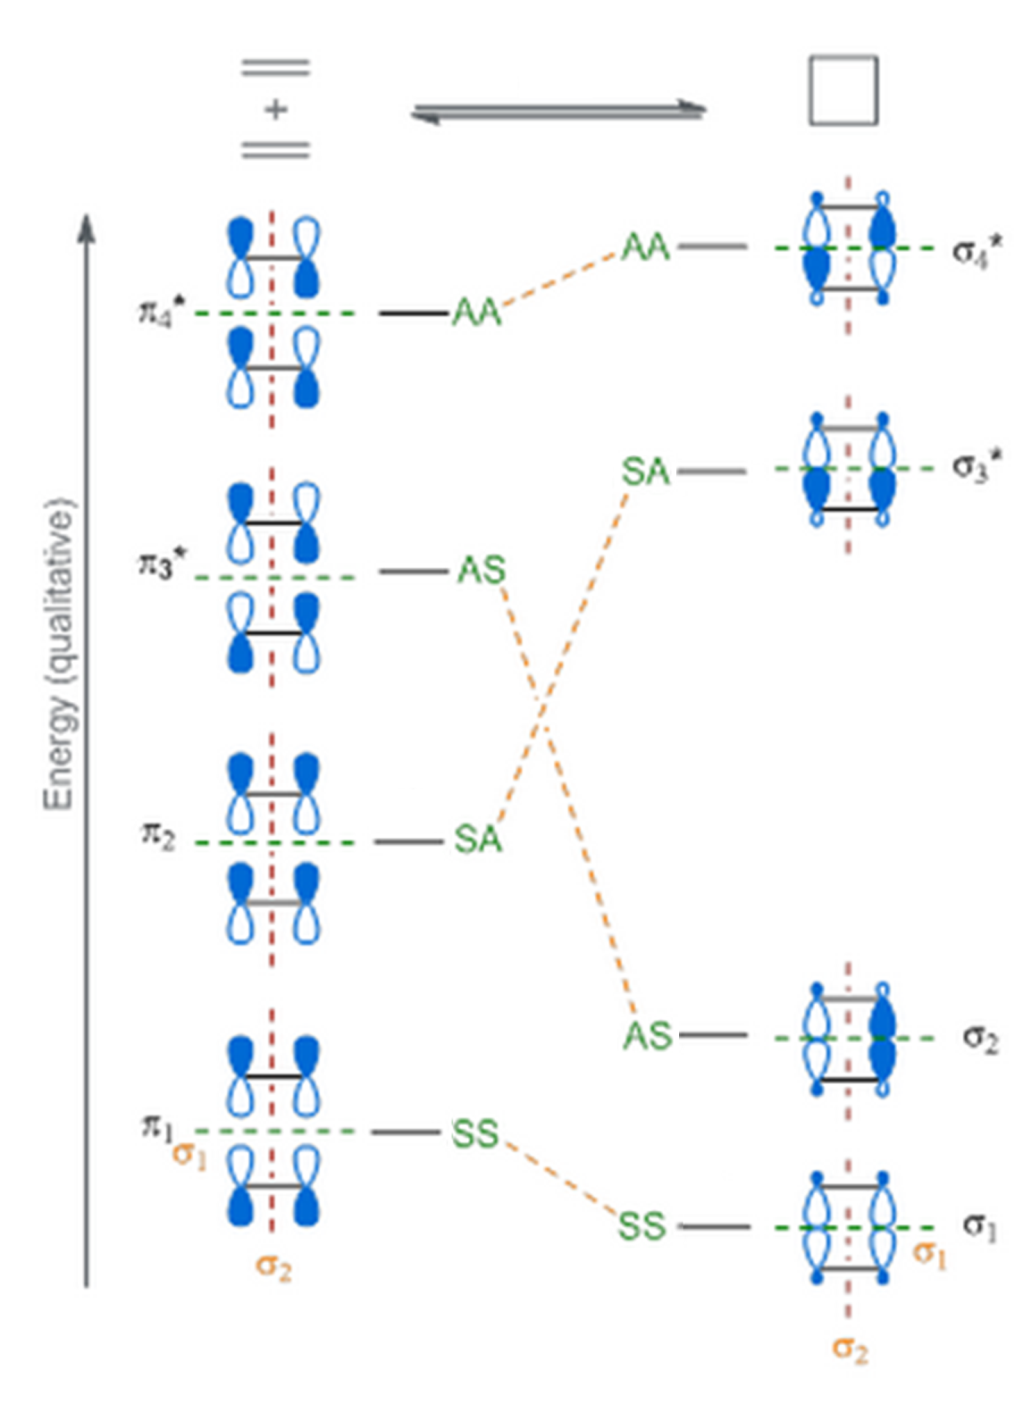 +
π4* AA AA σ4*
SA σ3*
π3* AS
π2 SA
AS σ2
π1 SS
σ1
SS σ1
σ1
σ2
σ2
Energy (qualitative)